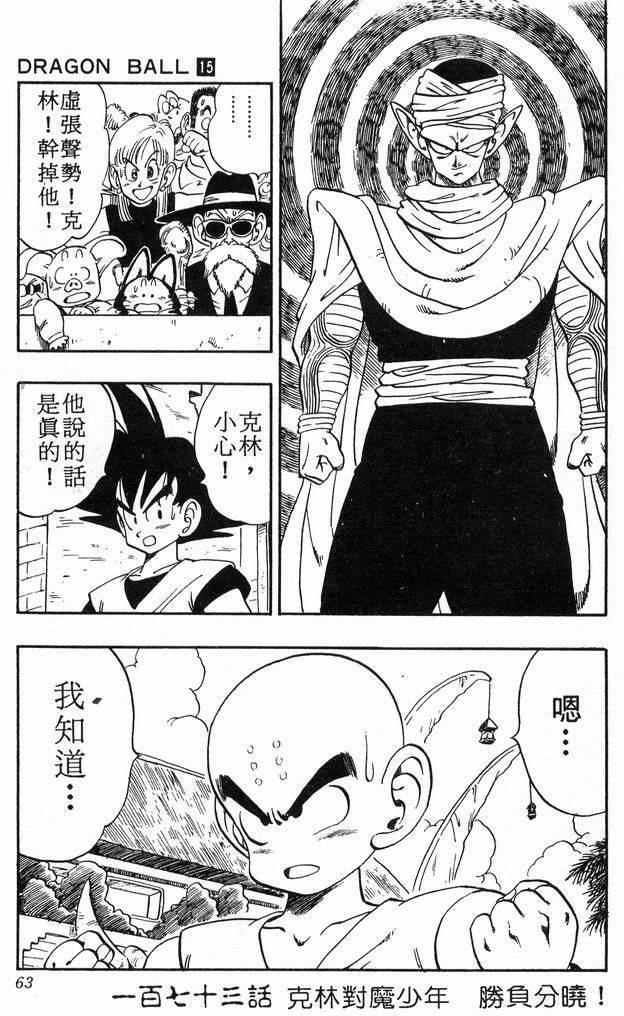 DRAGON BALL 15
………
虛張聲勢！克
林！幹掉他！
克林，
小心！
他說的話
是眞的！
嗯…
我知道…
63
一百七十三話 克林對魔少年 勝負分曉！